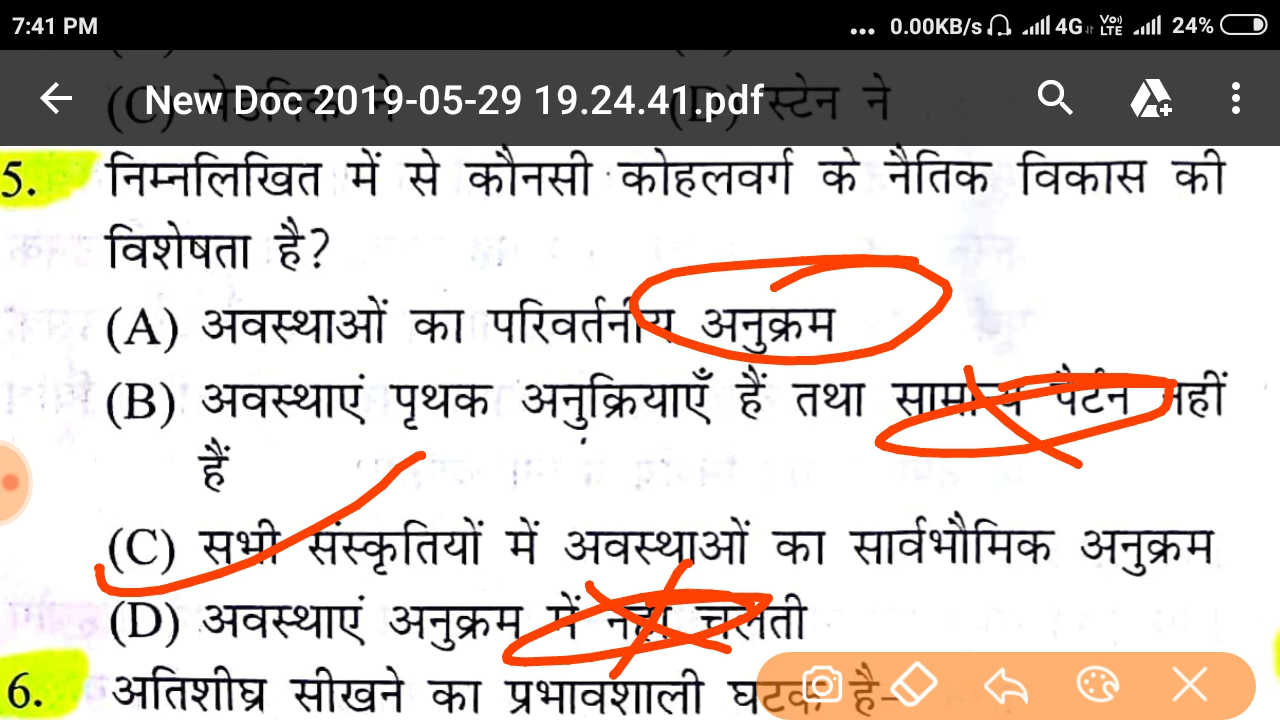 7:41 PM ... 0.00KB/s 4G Vo) LTE 24%
New Doc 2019-05-29 19.24.41.pdf
(C) (D) स्टेन ने
5. निम्नलिखित में से कौनसी कोहलवर्ग के नैतिक विकास की
विशेषता है?
(A) अवस्थाओं का परिवर्तनीय अनुक्रम
(B) अवस्थाएं पृथक अनुक्रियाएँ हैं तथा सामान्य पैटर्न नहीं
हैं
(C) सभी संस्कृतियों में अवस्थाओं का सार्वभौमिक अनुक्रम
(D) अवस्थाएं अनुक्रम में नहीं चलती
6. अतिशीघ्र सीखने का प्रभावशाली घटक है-